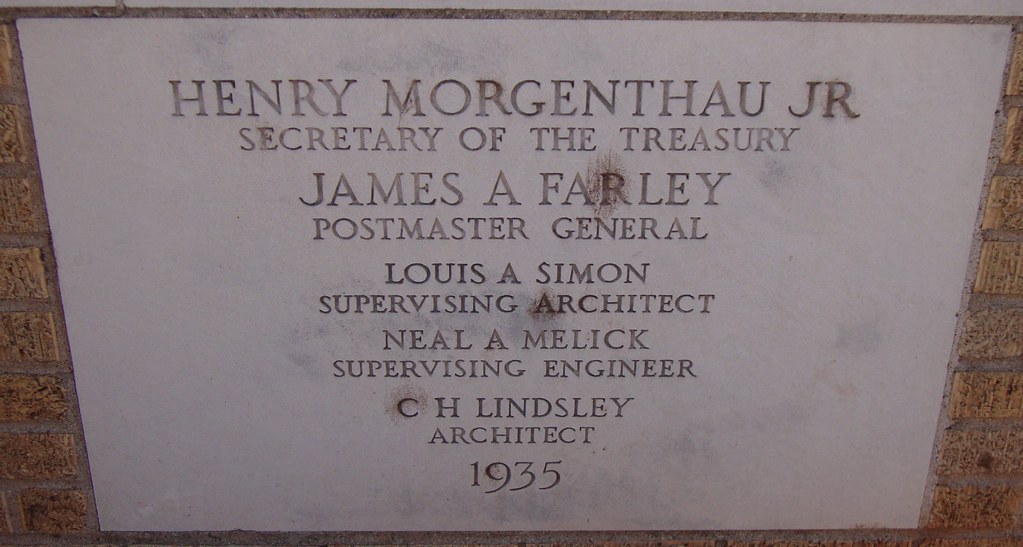 HENRY MORGENTHAU JR
SECRETARY OF THE TREASURY
JAMES A FARLEY
POSTMASTER GENERAL
LOUIS A SIMON
SUPERVISING ARCHITECT
NEAL A MELICK
SUPERVISING ENGINEER
C H LINDSLEY
ARCHITECT
1935